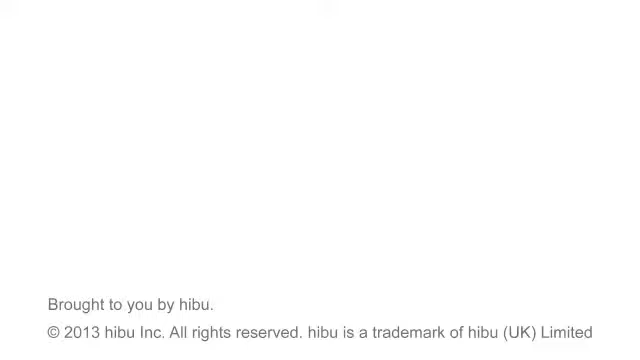 Brought to you by hibu.
© 2013 hibu Inc. All rights reserved. hibu is a trademark of hibu (UK) Limited